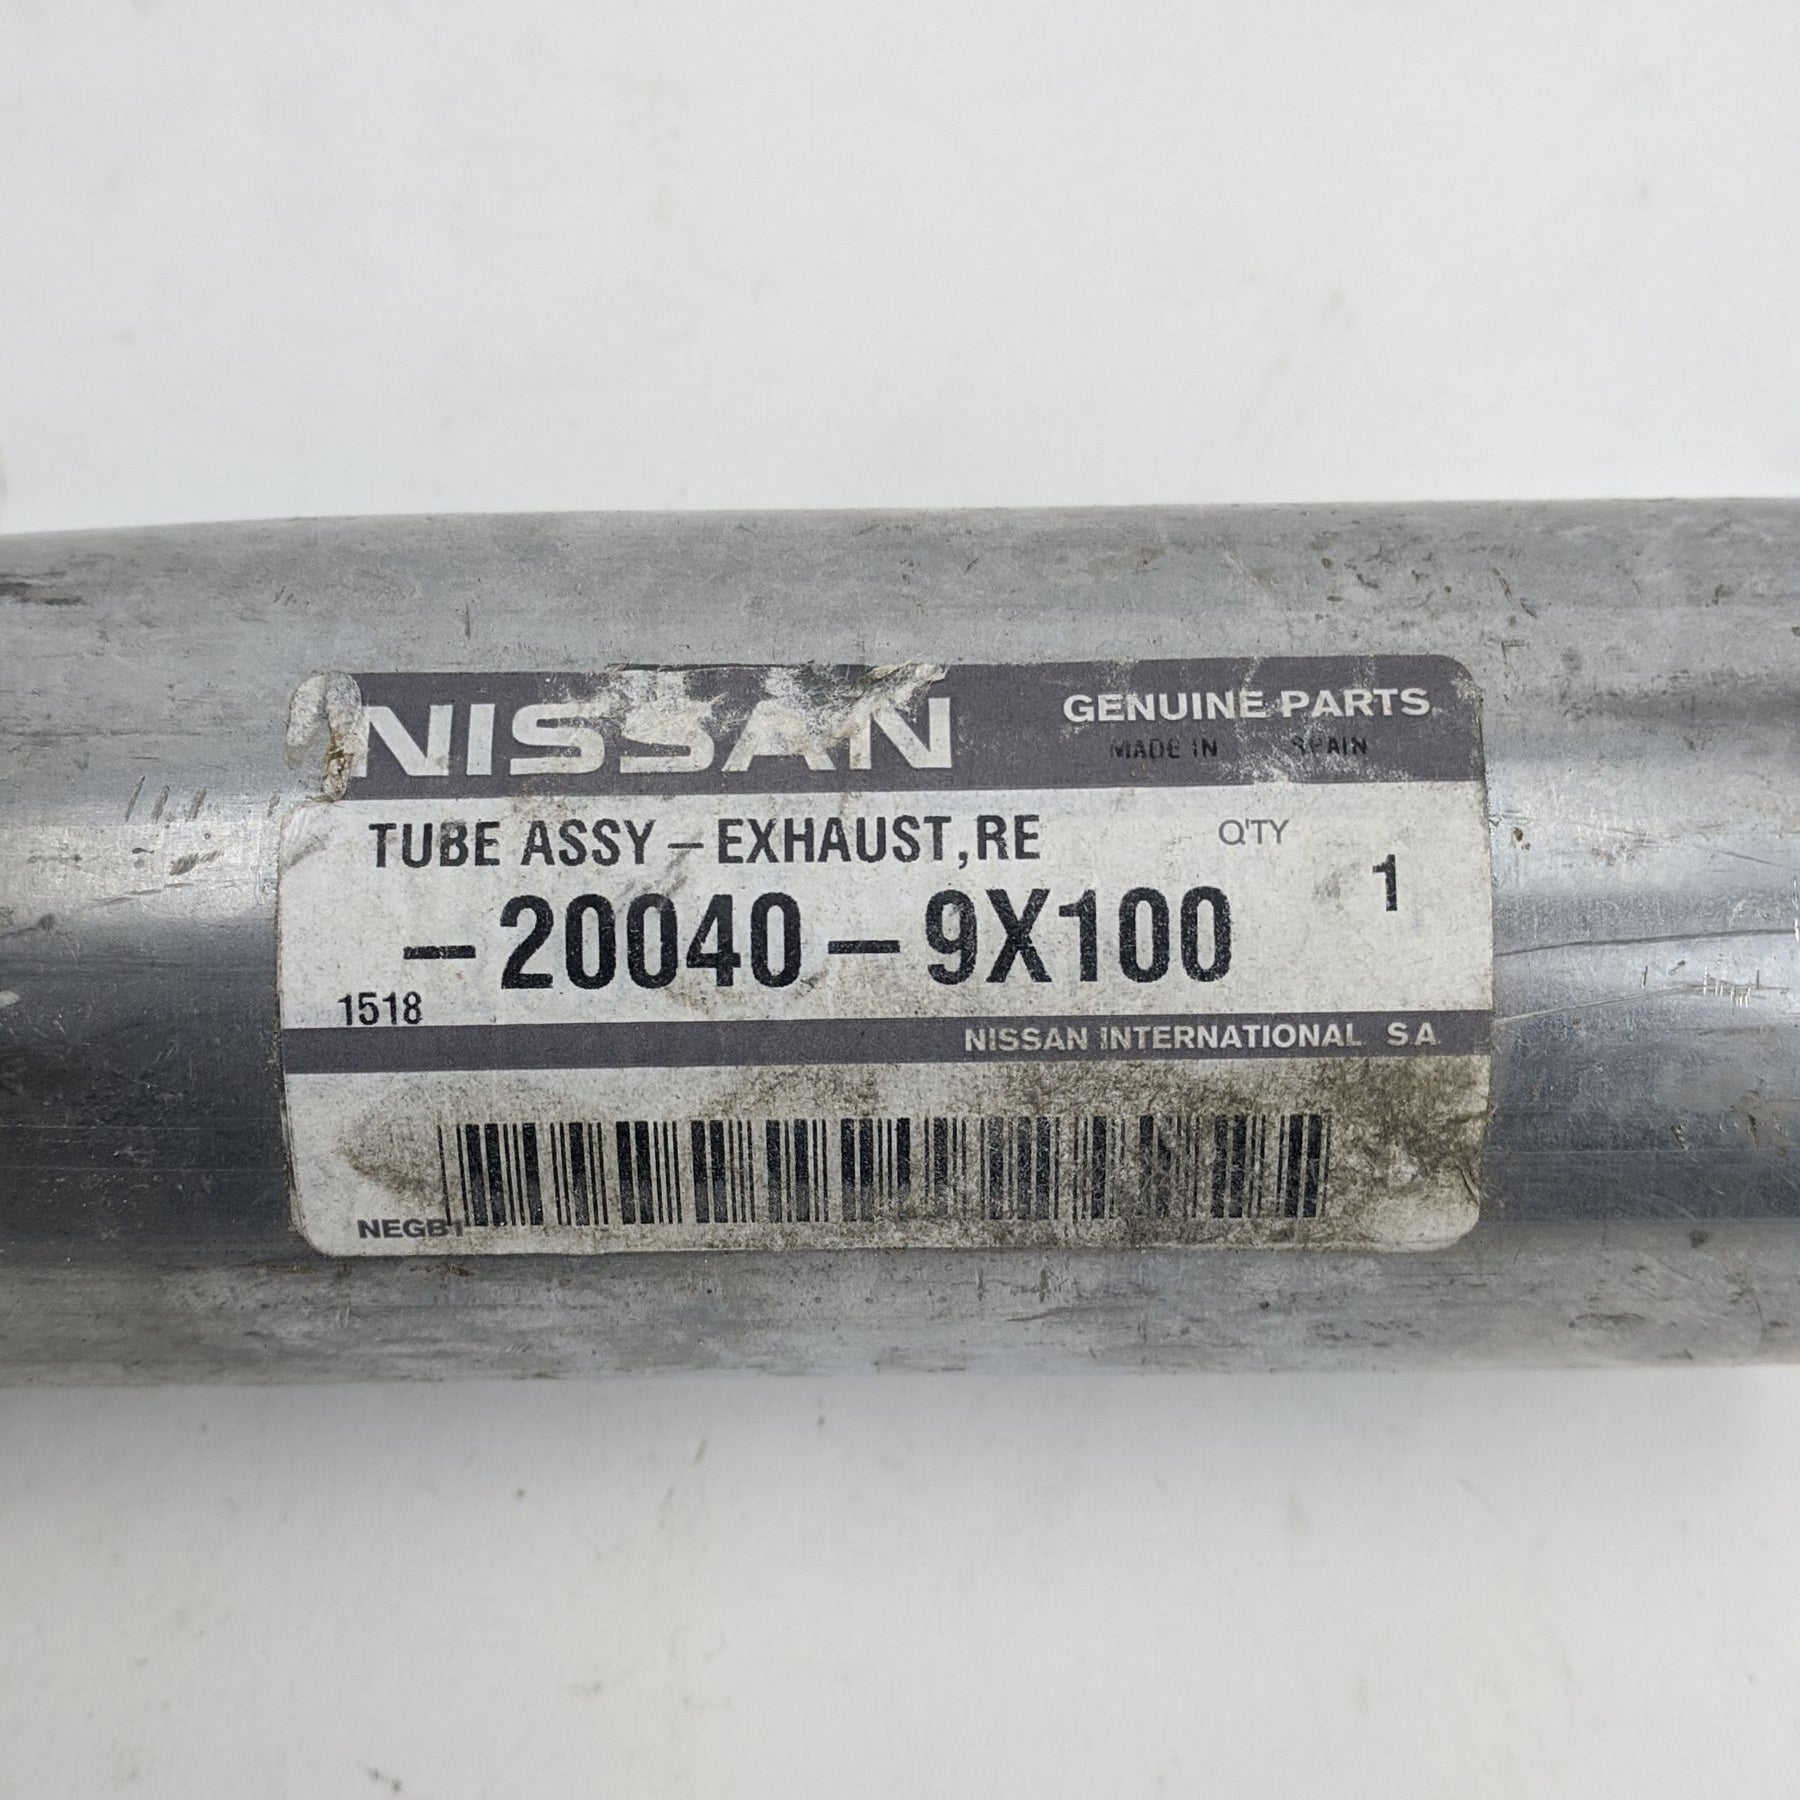 NISSAN GENUINE PARTS
MADE IN SPAIN
TUBE ASSY-EXHAUST,RE Q'TY
1
-20040-9X100
1518
NISSAN INTERNATIONAL SA
NEGB1